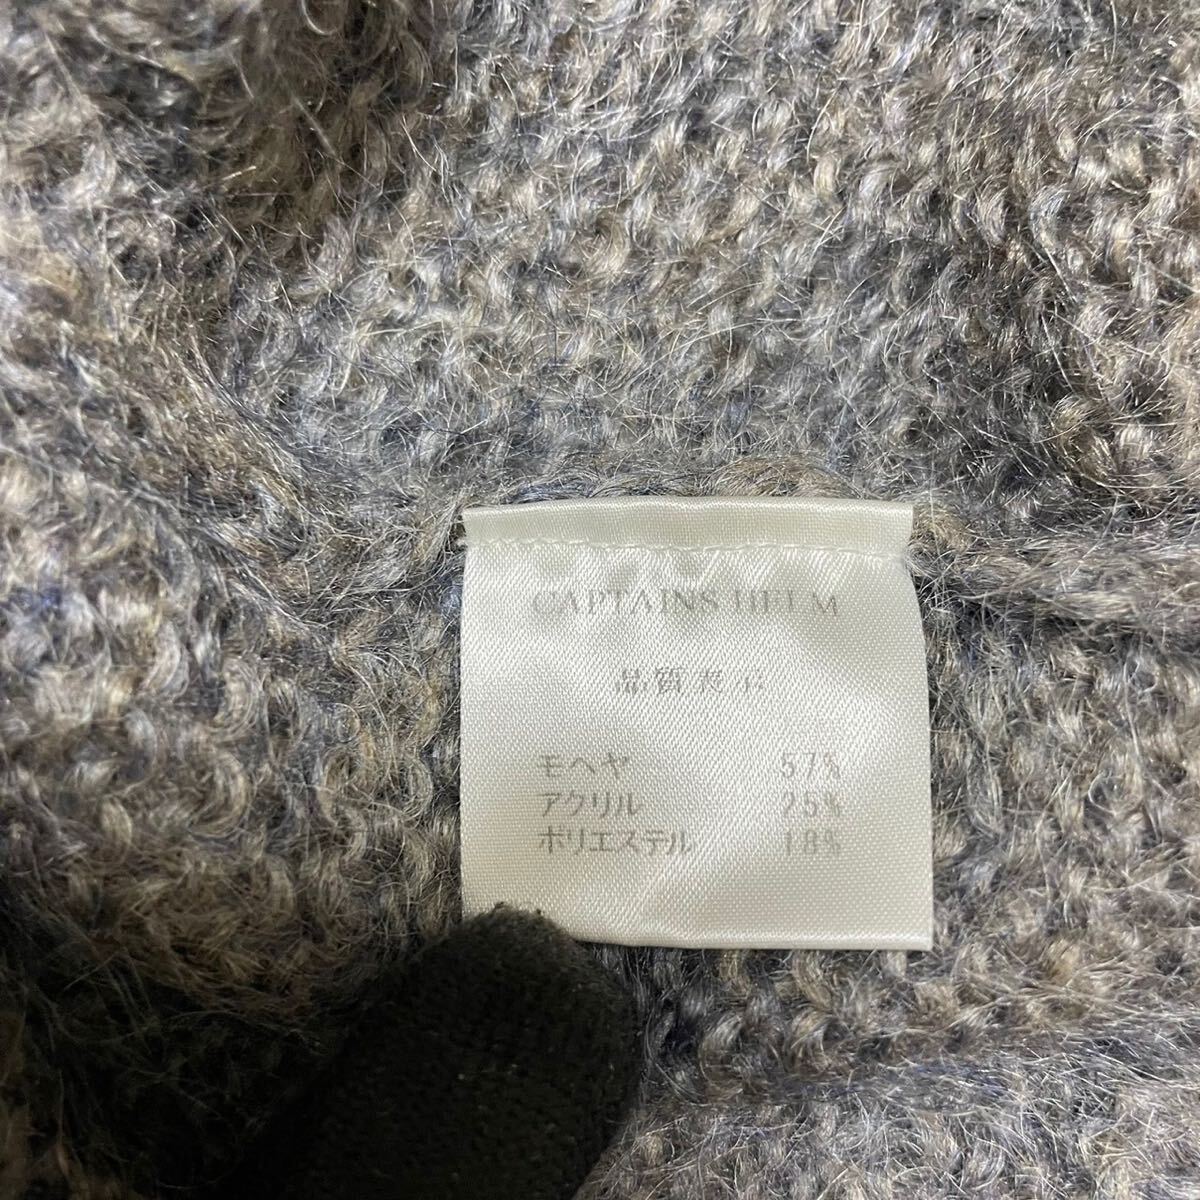 CAPTAINS HELM
品質表示
モヘヤ 57%
アクリル 25%
ポリエステル 18%